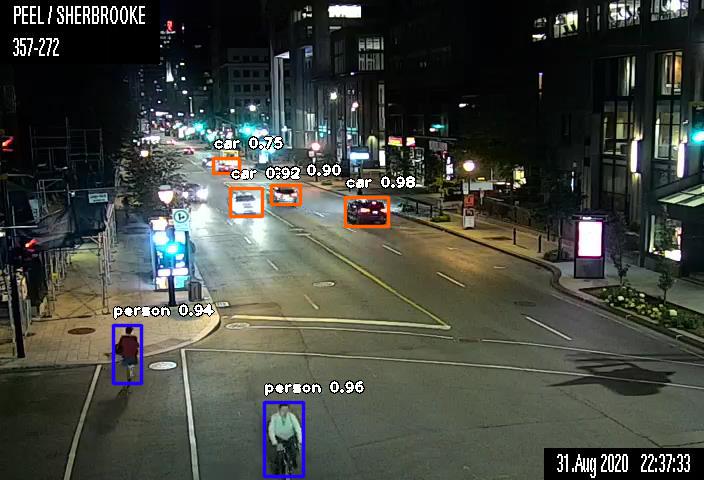 PEEL / SHERBROOKE
357-272
car 0.75
car 0.92
0.90
car 0.98
person 0.94
person 0.96
31.Aug 2020 22:37:33